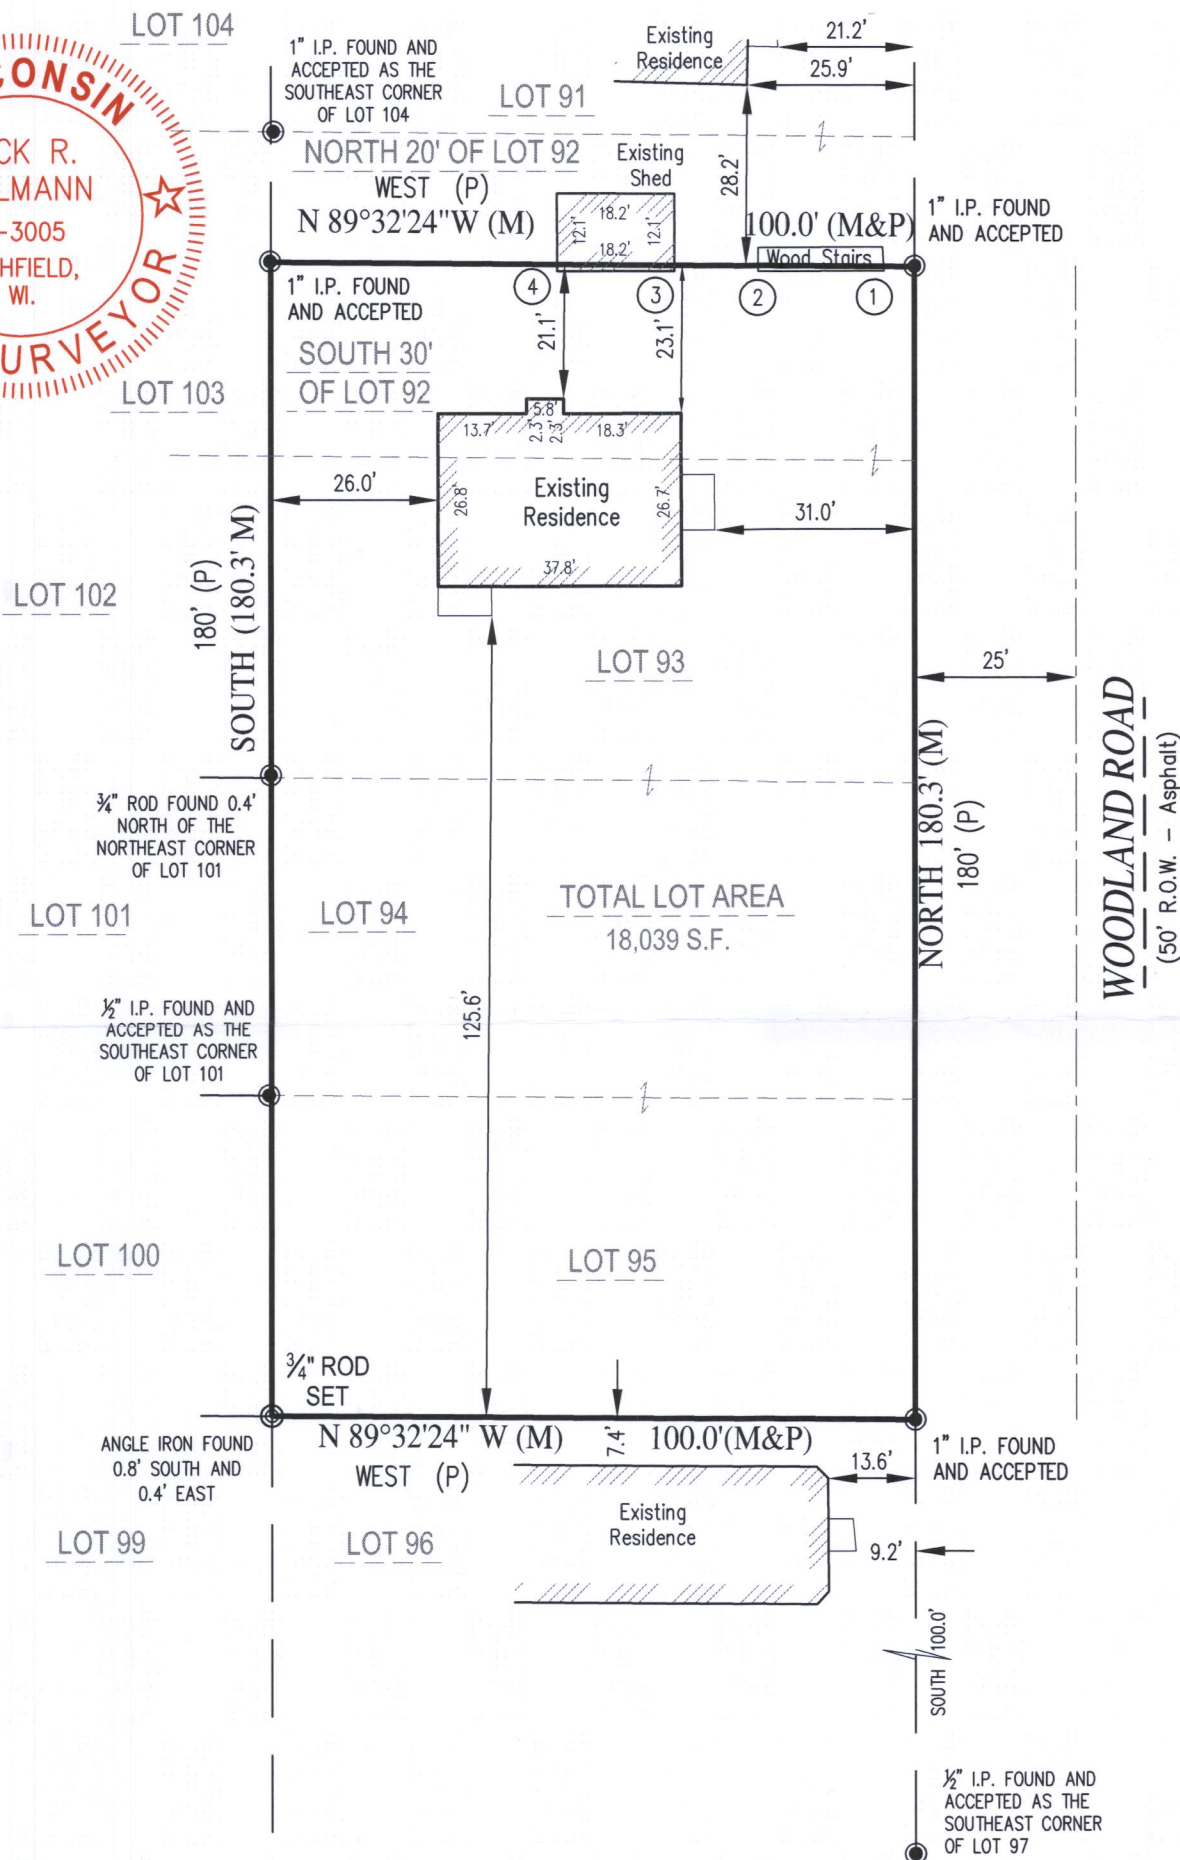 LOT 104
1" I.P. FOUND AND
ACCEPTED AS THE
SOUTHEAST CORNER
OF LOT 104
LOT 91
Existing
Residence
21.2'
25.9'
28.2'
R.
-3005
WI.
NORTH 20' OF LOT 92
WEST (P)
N 89°32'24"W (M)
Existing
Shed
18.2'
12.1'
12.1'
18.2'
100.0' (M&P)
Wood Stairs
1" I.P. FOUND
AND ACCEPTED
1" I.P. FOUND
AND ACCEPTED
4
3
2
1
21.1'
23.1'
SOUTH 30'
OF LOT 92
LOT 103
5.8'
13.7'
2.3'
2.3'
18.3'
26.0'
26.8'
Existing
Residence
26.7'
37.8'
31.0'
LOT 102
180' (P)
SOUTH (180.3' M)
LOT 93
25'
WOODLAND ROAD
(50' R.O.W. – Asphalt)
NORTH 180.3' (M)
180' (P)
¾" ROD FOUND 0.4'
NORTH OF THE
NORTHEAST CORNER
OF LOT 101
LOT 101
LOT 94
TOTAL LOT AREA
18,039 S.F.
½" I.P. FOUND AND
ACCEPTED AS THE
SOUTHEAST CORNER
OF LOT 101
125.6'
LOT 100
LOT 95
¾" ROD
SET
ANGLE IRON FOUND
0.8' SOUTH AND
0.4' EAST
N 89°32'24" W (M)
WEST (P)
7.4'
100.0'(M&P)
13.6'
1" I.P. FOUND
AND ACCEPTED
Existing
Residence
9.2'
LOT 99
LOT 96
SOUTH 100.0'
½" I.P. FOUND AND
ACCEPTED AS THE
SOUTHEAST CORNER
OF LOT 97